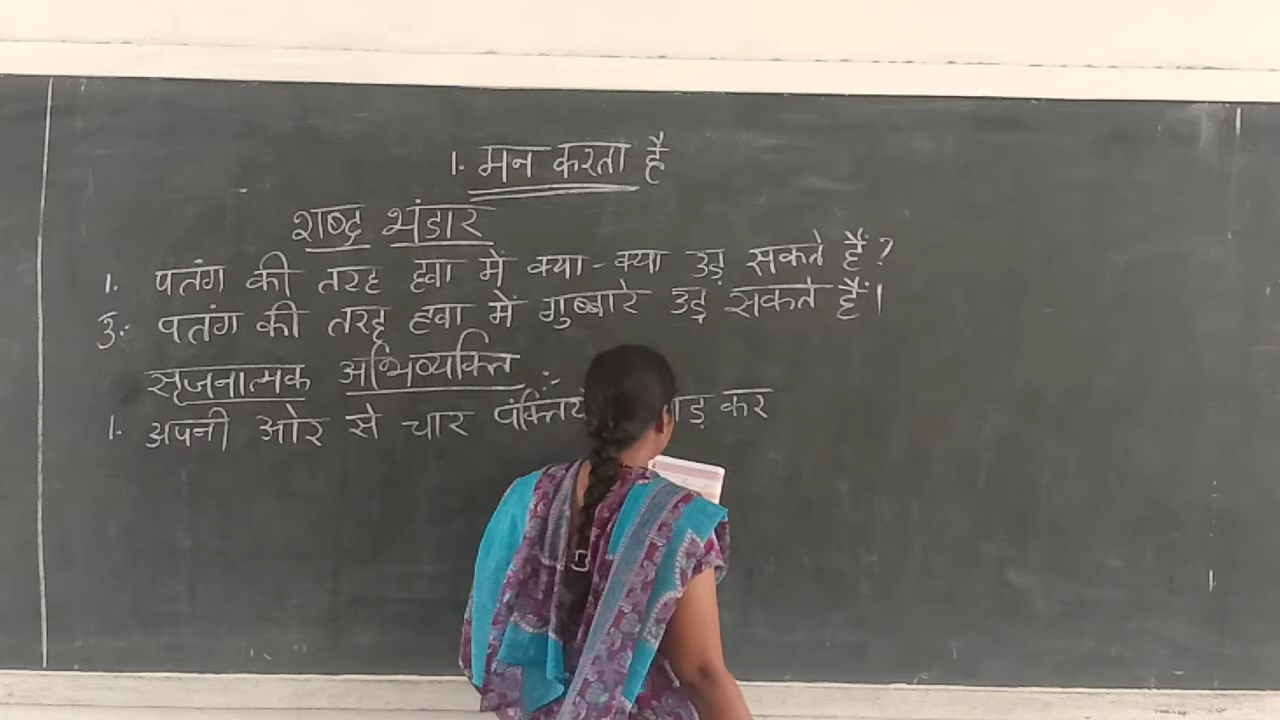 1. मन करता है
शब्द भंडार
1. पतंग की तरह हवा में क्या - क्या उड़ सकते हैं?
उ:- पतंग की तरह हवा में गुब्बारे उड़ सकते हैं।
सृजनात्मक अभिव्यक्ति :-
1. अपनी ओर से चार कर